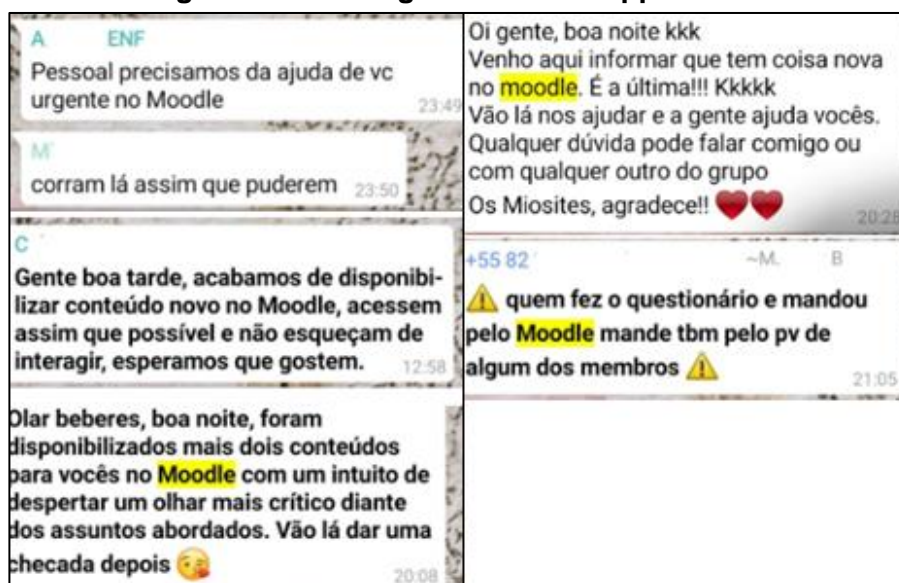 A ENF
Pessoal precisamos da ajuda de vc
urgente no Moodle
23:49
M
corram lá assim que puderem 23:50
C
Gente boa tarde, acabamos de disponibi-
lizar conteúdo novo no Moodle, acessem
assim que possível e não esqueçam de
interagir, esperamos que gostem. 12:58
Olar beberes, boa noite, foram
disponibilizados mais dois conteúdos
para vocês no Moodle com um intuito de
despertar um olhar mais crítico diante
dos assuntos abordados. Vão lá dar uma
checada depois 😘
20:08
Oi gente, boa noite kkk
Venho aqui informar que tem coisa nova
no moodle. É a última!!! Kkkkk
Vão lá nos ajudar e a gente ajuda vocês.
Qualquer dúvida pode falar comigo ou
com qualquer outro do grupo
Os Miosites, agradece!! ❤️❤️
20:28
+55 82 ~M. B
⚠️ quem fez o questionário e mandou
pelo Moodle mande tbm pelo pv de
algum dos membros ⚠️
21:05